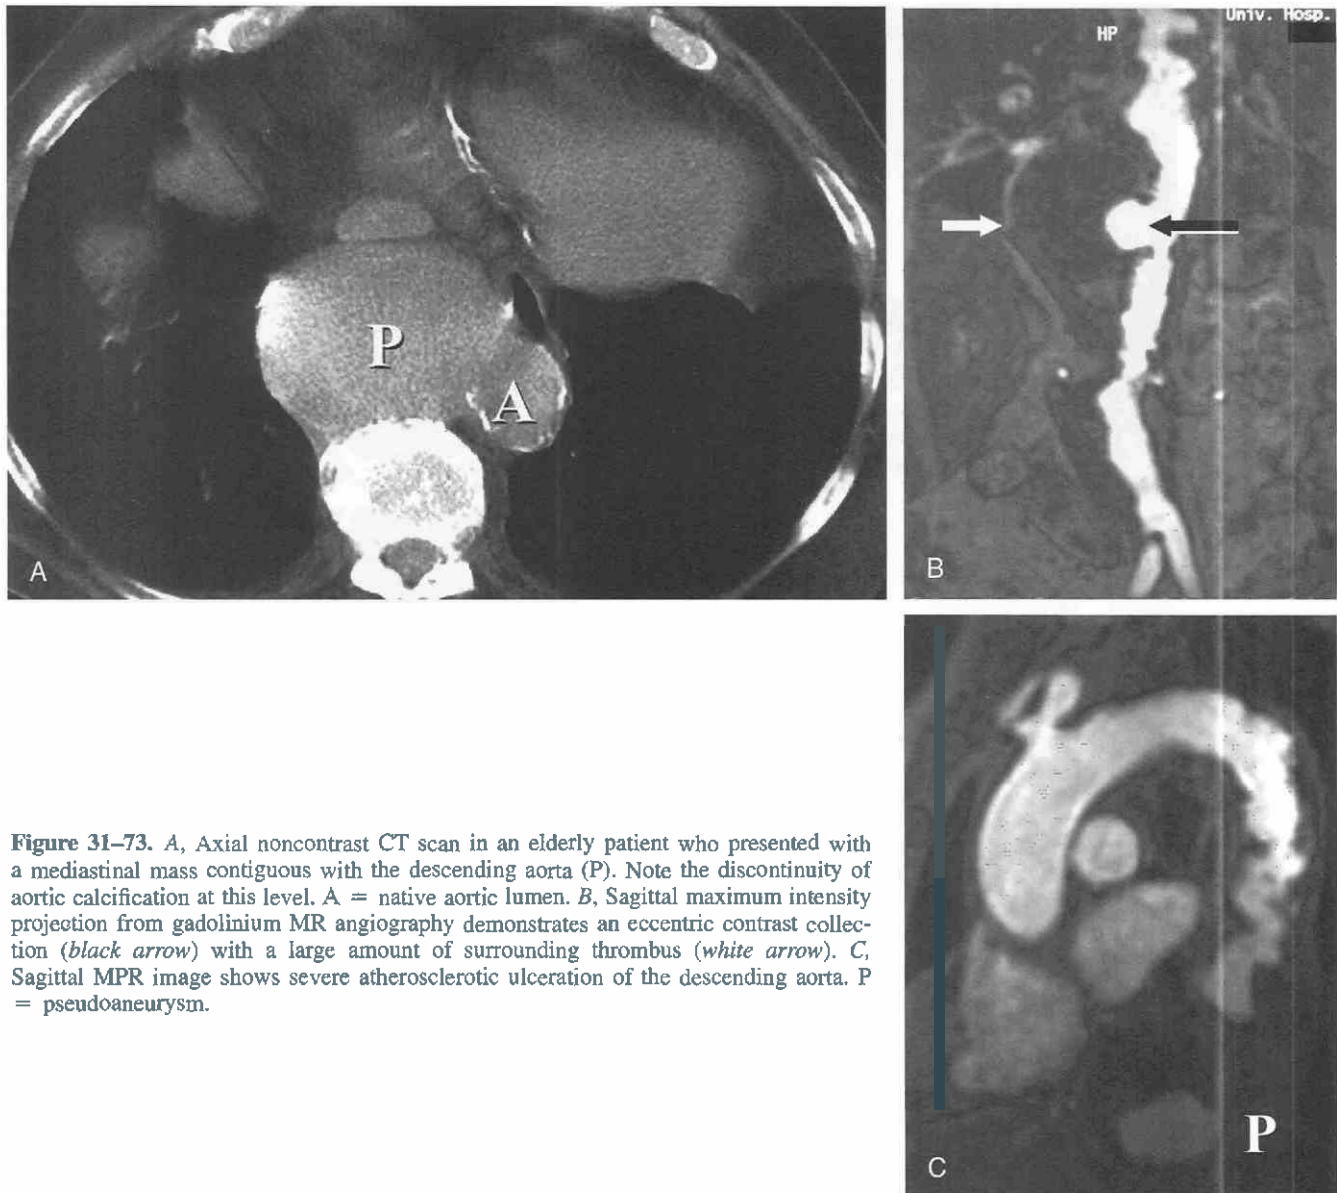 Univ. Hosp.
HP
P
A
A
B
Figure 31–73. A, Axial noncontrast CT scan in an elderly patient who presented with
a mediastinal mass contiguous with the descending aorta (P). Note the discontinuity of
aortic calcification at this level. A = native aortic lumen. B, Sagittal maximum intensity
projection from gadolinium MR angiography demonstrates an eccentric contrast collec-
tion (black arrow) with a large amount of surrounding thrombus (white arrow). C,
Sagittal MPR image shows severe atherosclerotic ulceration of the descending aorta. P
= pseudoaneurysm.
P
C